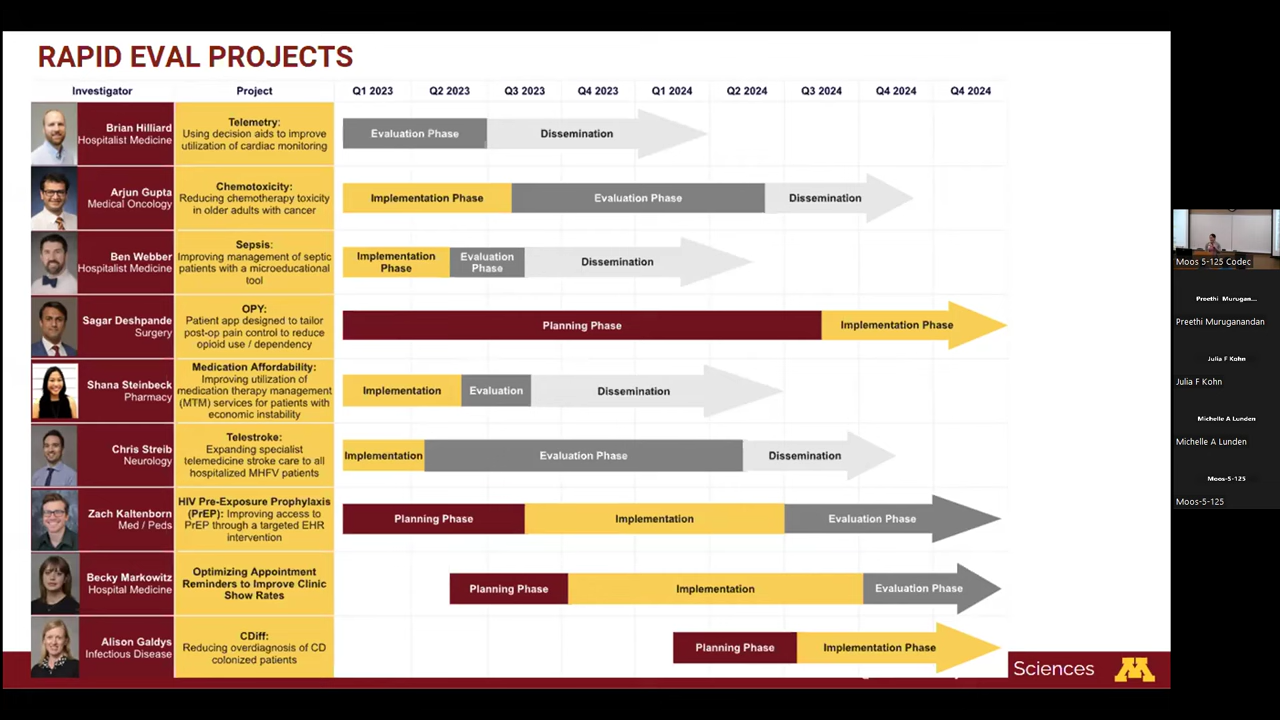 RAPID EVAL PROJECTS
Investigator
Project
Q1 2023
Q2 2023
Q3 2023
Q4 2023
Q1 2024
Q2 2024
Q3 2024
Q4 2024
Q4 2024
Brian Hilliard
Hospitalist Medicine
Telemetry:
Using decision aids to improve
utilization of cardiac monitoring
Evaluation Phase
Dissemination
Arjun Gupta
Medical Oncology
Chemotoxicity:
Reducing chemotherapy toxicity
in older adults with cancer
Implementation Phase
Evaluation Phase
Dissemination
Ben Webber
Hospitalist Medicine
Sepsis:
Improving management of septic
patients with a microeducational
tool
Implementation
Phase
Evaluation
Phase
Dissemination
Sagar Deshpande
Surgery
OPY:
Patient app designed to tailor
post-op pain control to reduce
opioid use / dependency
Planning Phase
Implementation Phase
Shana Steinbeck
Pharmacy
Medication Affordability:
Improving utilization of
medication therapy management
(MTM) services for patients with
economic instability
Implementation
Evaluation
Dissemination
Chris Streib
Neurology
Telestroke:
Expanding specialist
telemedicine stroke care to all
hospitalized MHFV patients
Implementation
Evaluation Phase
Dissemination
Zach Kaltenborn
Med / Peds
HIV Pre-Exposure Prophylaxis
(PrEP): Improving access to
PrEP through a targeted EHR
intervention
Planning Phase
Implementation
Evaluation Phase
Becky Markowitz
Hospital Medicine
Optimizing Appointment
Reminders to Improve Clinic
Show Rates
Planning Phase
Implementation
Evaluation Phase
Alison Galdys
Infectious Disease
CDiff:
Reducing overdiagnosis of CD
colonized patients
Planning Phase
Implementation Phase
Sciences
M
Moos 5-125 Codec
Preethi Murugan...
Preethi Muruganandan
Julia F Kohn
Julia F Kohn
Michelle A Lunden
Michelle A Lunden
Moos-5-125
Moos-5-125